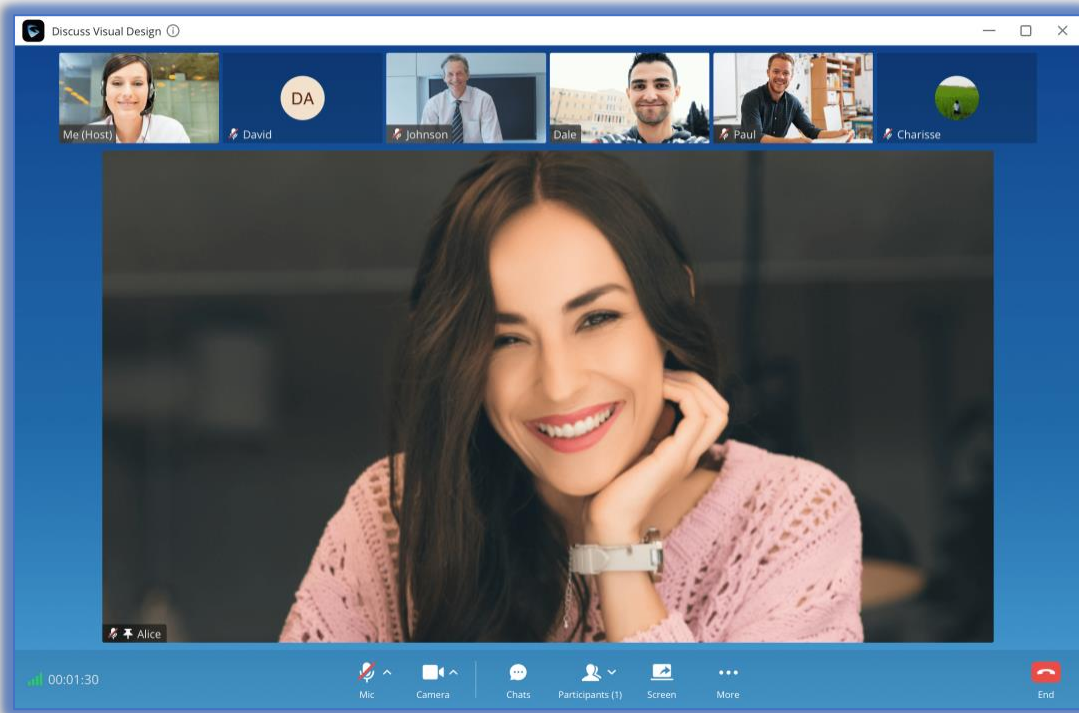 Discuss Visual Design
Me (Host)
DA
David
Johnson
Dale
Paul
Charisse
Alice
00:01:30
Mic
Camera
Chats
Participants (1)
Screen
More
End